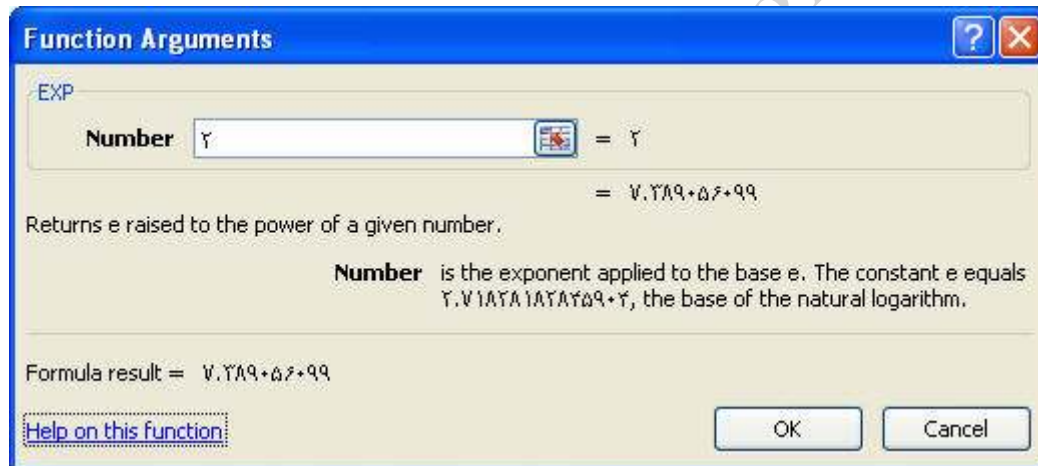 Function Arguments
EXP
Number ۲ = ۲
= ۷.۳۸۹۰۵۶۰۹۹
Returns e raised to the power of a given number.
Number is the exponent applied to the base e. The constant e equals
۲.۷۱۸۲۸۱۸۲۸۴۵۹۰۴, the base of the natural logarithm.
Formula result = ۷.۳۸۹۰۵۶۰۹۹
Help on this function
OK Cancel